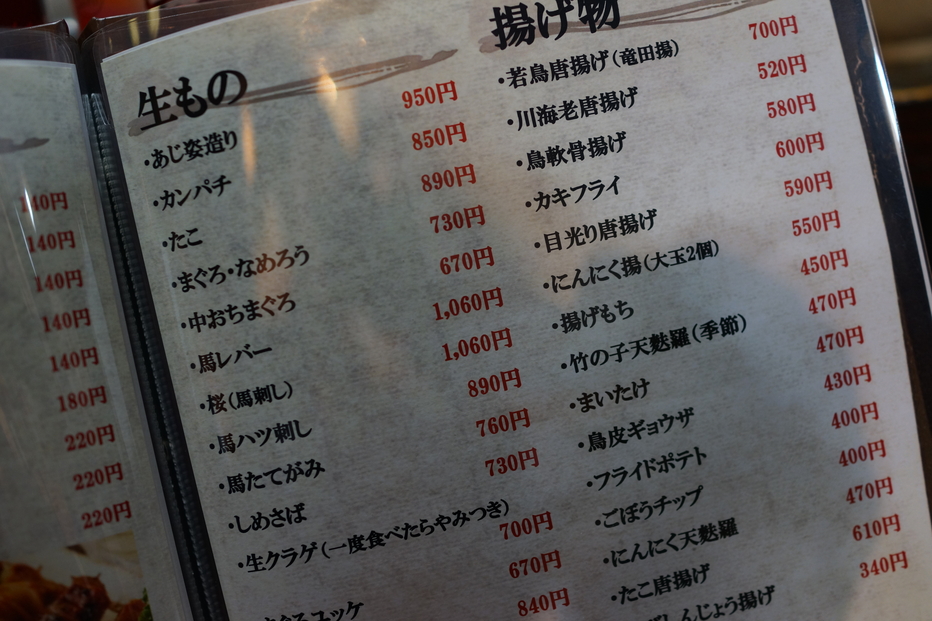 140円
140円
140円
140円
140円
180円
220円
220円
220円
生もの
・あじ姿造り 950円
・カンパチ 850円
・たこ 890円
・まぐろ・なめろう 730円
・中おちまぐろ 670円
・馬レバー 1,060円
・桜(馬刺し) 1,060円
・馬ハツ刺し 890円
・馬たてがみ 760円
・しめさば 730円
・生クラゲ(一度食べたらやみつき) 700円
ユッケ 670円
840円
揚げ物
・若鳥唐揚げ(竜田揚) 700円
・川海老唐揚げ 520円
・鳥軟骨揚げ 580円
・カキフライ 600円
・目光り唐揚げ 590円
・にんにく揚(大玉2個) 550円
・揚げもち 450円
・竹の子天麩羅(季節) 470円
・まいたけ 470円
・鳥皮ギョウザ 430円
・フライドポテト 400円
・ごぼうチップ 400円
・にんにく天麩羅 470円
・たこ唐揚げ 610円
しんじょう揚げ 340円